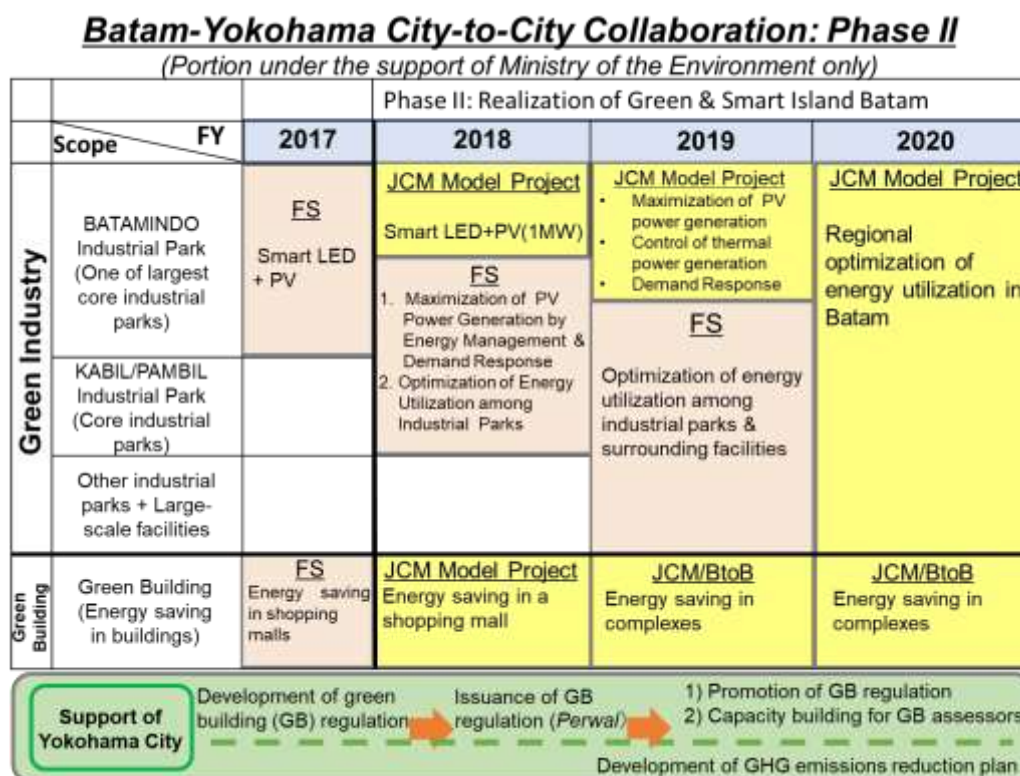 Batam-Yokohama City-to-City Collaboration: Phase II
(Portion under the support of Ministry of the Environment only)
Phase II: Realization of Green & Smart Island Batam
Scope
FY
2017
2018
2019
2020
Green Industry
BATAMINDO
Industrial Park
(One of largest
core industrial
parks)
FS
Smart LED
+ PV
JCM Model Project
Smart LED+PV(1MW)
FS
1. Maximization of PV
Power Generation by
Energy Management &
Demand Response
2. Optimization of Energy
Utilization among
Industrial Parks
JCM Model Project
• Maximization of PV
power generation
• Control of thermal
power generation
• Demand Response
FS
Optimization of energy
utilization among
industrial parks &
surrounding facilities
JCM Model Project
Regional
optimization of
energy utilization in
Batam
KABIL/PAMBIL
Industrial Park
(Core industrial
parks)
Other industrial
parks + Large-
scale facilities
Green
Building
Green Building
(Energy saving
in buildings)
FS
Energy saving
in shopping
malls
JCM Model Project
Energy saving in a
shopping mall
JCM/BtoB
Energy saving in
complexes
JCM/BtoB
Energy saving in
complexes
Support of
Yokohama City
Development of green
building (GB) regulation
Issuance of GB
regulation (Perwal)
1) Promotion of GB regulation
2) Capacity building for GB assessors
Development of GHG emissions reduction plan